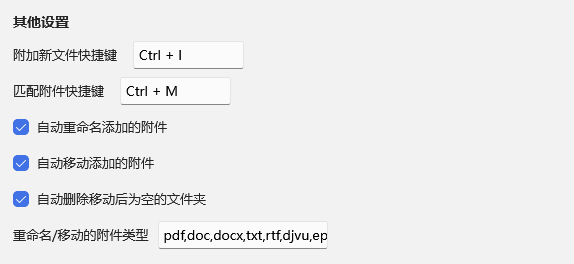 其他设置
附加新文件快捷键 Ctrl + I
匹配附件快捷键 Ctrl + M
自动重命名添加的附件
自动移动添加的附件
自动删除移动后为空的文件夹
重命名/移动的附件类型 pdf,doc,docx,txt,rtf,djvu,ep